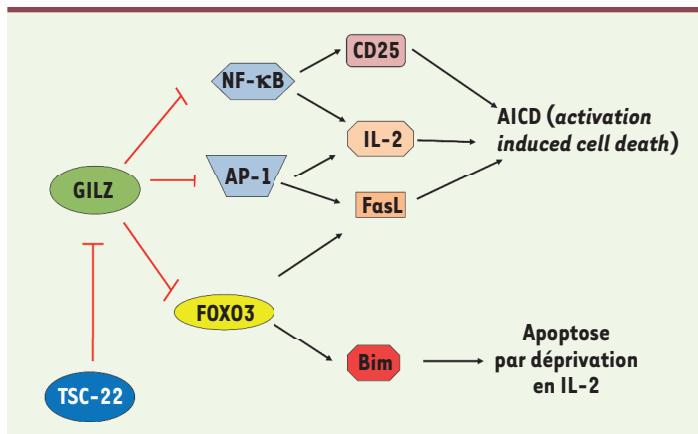 CD25
NF-κB
AICD (activation
induced cell death)
IL-2
AP-1
GILZ
FasL
FOXO3
Apoptose
par déprivation
en IL-2
Bim
TSC-22